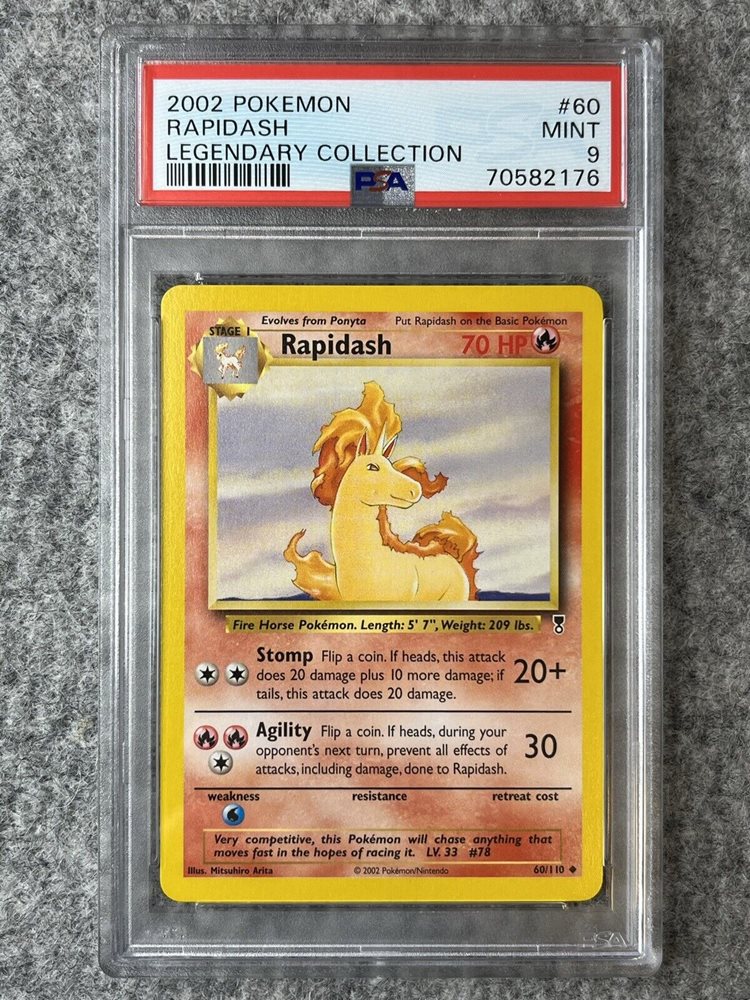 2002 POKEMON #60
RAPIDASH MINT
LEGENDARY COLLECTION 9
PSA 70582176
Evolves from Ponyta Put Rapidash on the Basic Pokémon
STAGE 1
Rapidash 70 HP
Fire Horse Pokémon. Length: 5' 7", Weight: 209 lbs.
Stomp Flip a coin. If heads, this attack
does 20 damage plus 10 more damage; if 20+
tails, this attack does 20 damage.
Agility Flip a coin. If heads, during your
opponent's next turn, prevent all effects of 30
attacks, including damage, done to Rapidash.
weakness resistance retreat cost
Very competitive, this Pokémon will chase anything that
moves fast in the hopes of racing it. LV. 33 #78
Illus. Mitsuhiro Arita © 2002 Pokémon/Nintendo 60/110
PSA